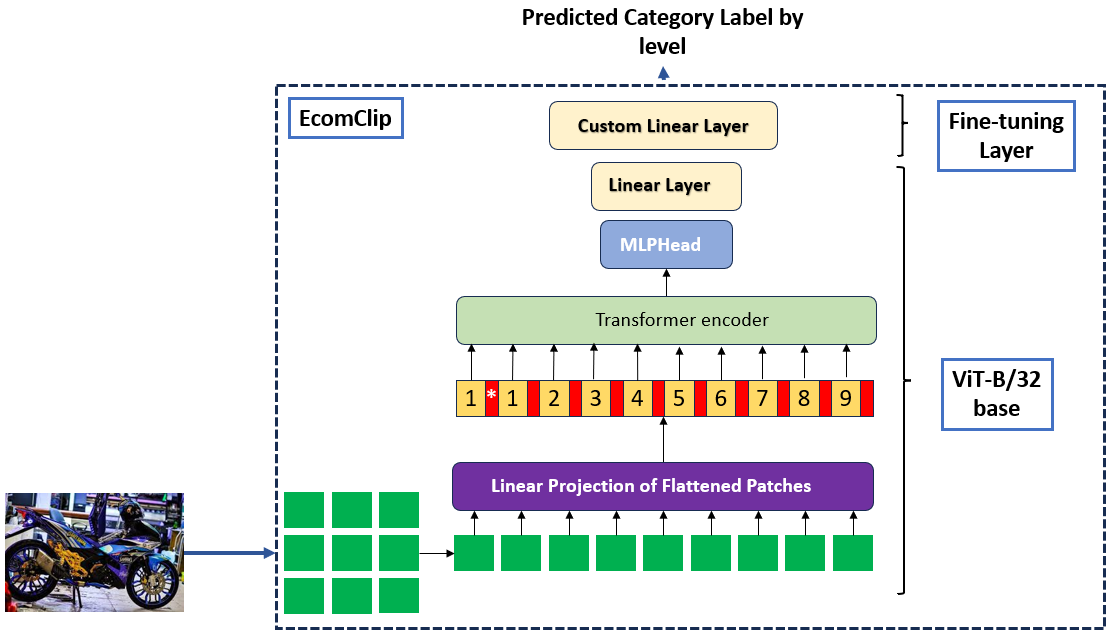 Predicted Category Label by
level
EcomClip
Custom Linear Layer
Fine-tuning
Layer
Linear Layer
MLPHead
Transformer encoder
1 * 1 2 3 4 5 6 7 8 9
ViT-B/32
base
Linear Projection of Flattened Patches